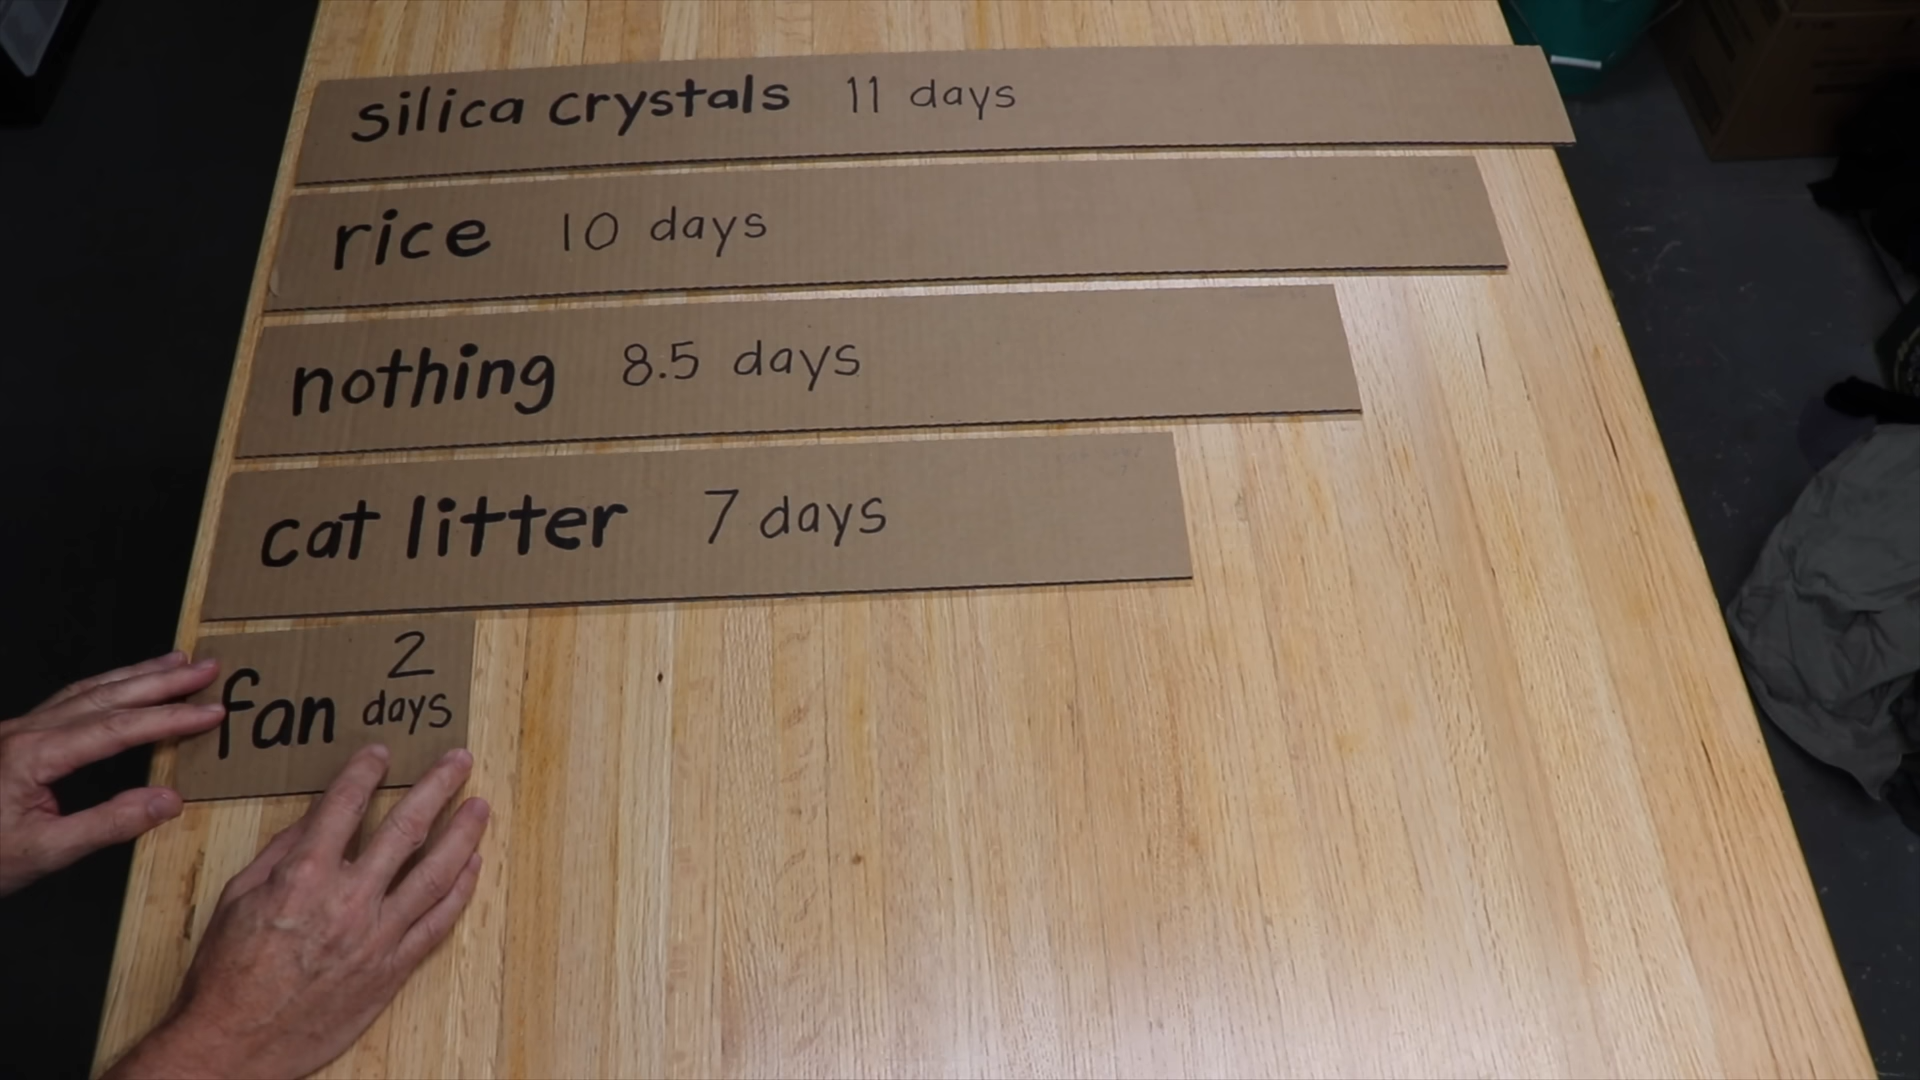 silica crystals 11 days
rice 10 days
nothing 8.5 days
cat litter 7 days
fan 2 days